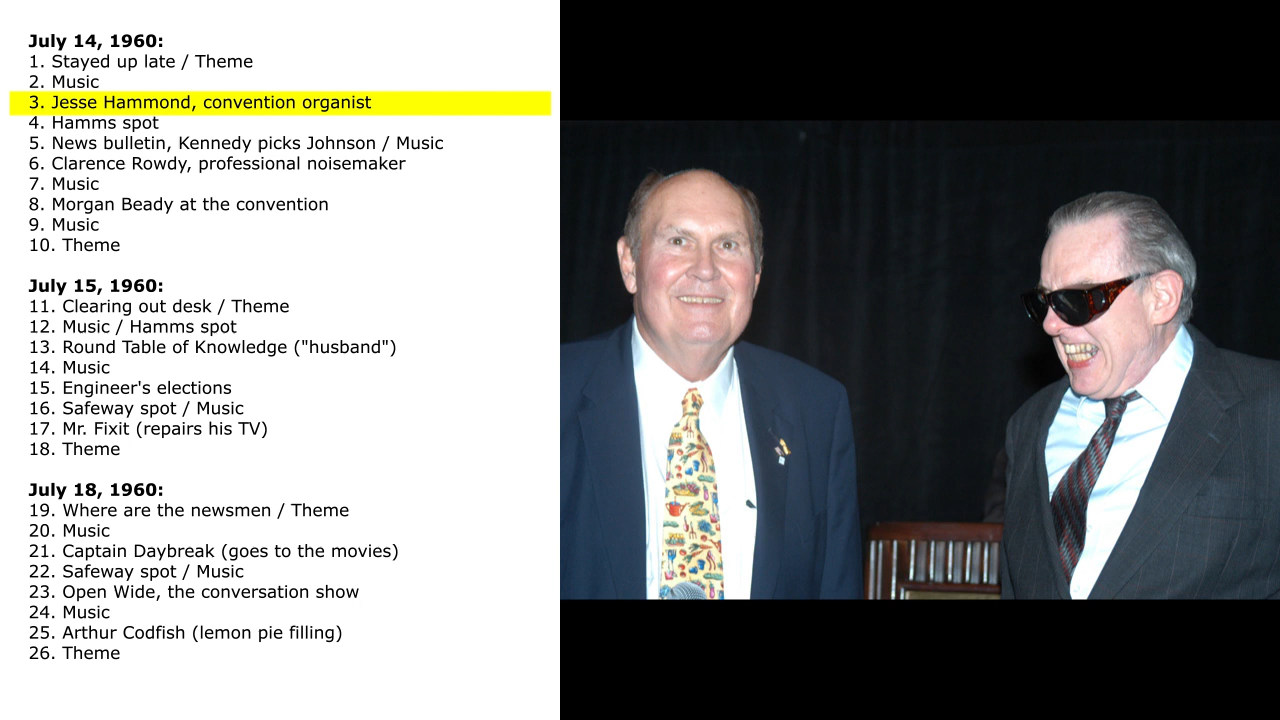 July 14, 1960:
1. Stayed up late / Theme
2. Music
3. Jesse Hammond, convention organist
4. Hamms spot
5. News bulletin, Kennedy picks Johnson / Music
6. Clarence Rowdy, professional noisemaker
7. Music
8. Morgan Beady at the convention
9. Music
10. Theme
July 15, 1960:
11. Clearing out desk / Theme
12. Music / Hamms spot
13. Round Table of Knowledge ("husband")
14. Music
15. Engineer's elections
16. Safeway spot / Music
17. Mr. Fixit (repairs his TV)
18. Theme
July 18, 1960:
19. Where are the newsmen / Theme
20. Music
21. Captain Daybreak (goes to the movies)
22. Safeway spot / Music
23. Open Wide, the conversation show
24. Music
25. Arthur Codfish (lemon pie filling)
26. Theme